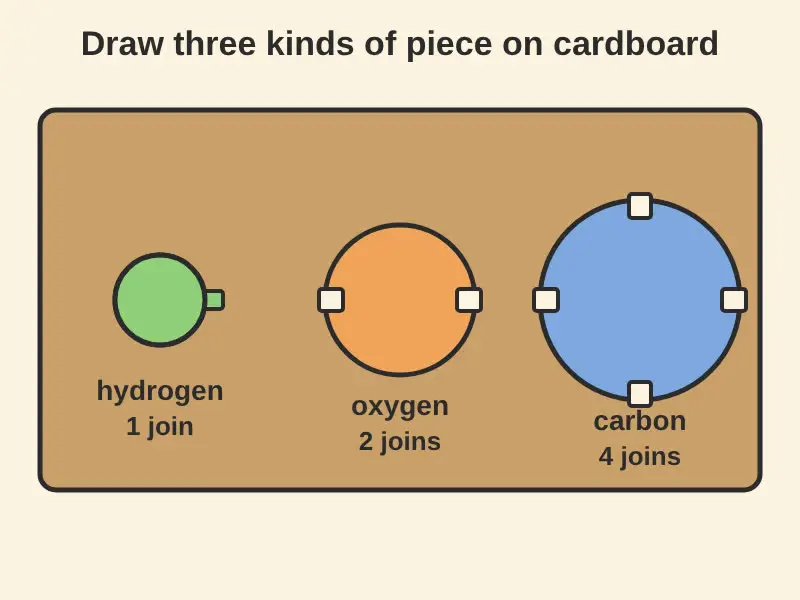 Draw three kinds of piece on cardboard
hydrogen
1 join
oxygen
2 joins
carbon
4 joins